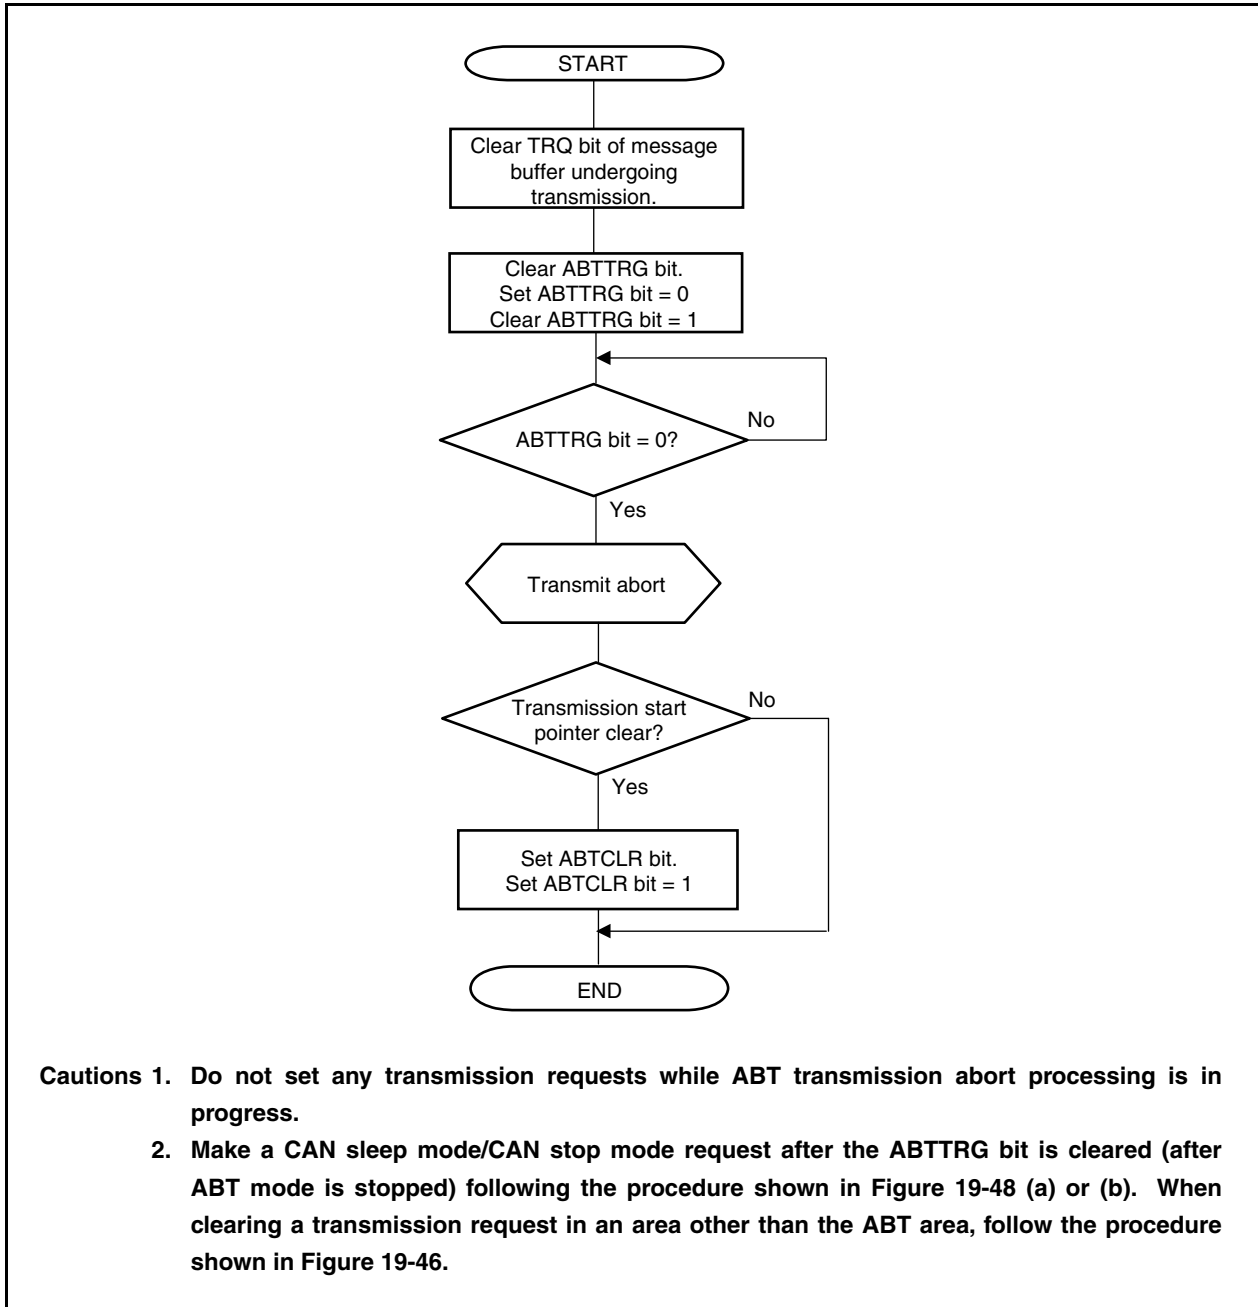 START
Clear TRQ bit of message
buffer undergoing
transmission.
Clear ABTTRG bit.
Set ABTTRG bit = 0
Clear ABTTRG bit = 1
ABTTRG bit = 0?
No
Yes
Transmit abort
Transmission start
pointer clear?
No
Yes
Set ABTCLR bit.
Set ABTCLR bit = 1
END
Cautions 1. Do not set any transmission requests while ABT transmission abort processing is in
progress.
2. Make a CAN sleep mode/CAN stop mode request after the ABTTRG bit is cleared (after
ABT mode is stopped) following the procedure shown in Figure 19-48 (a) or (b). When
clearing a transmission request in an area other than the ABT area, follow the procedure
shown in Figure 19-46.